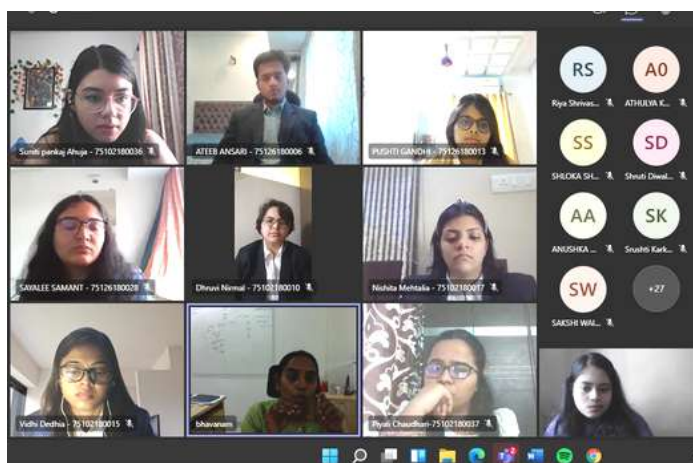 Sumiti pankaj Ahuja - 75102180036
ATEEB ANSARI - 75126180006
PUSHTI GANDHI - 75126180013
RS
A0
Riya Shrivas...
ATHULYA K...
SS
SD
SHLOKA SH...
Shruti Diwal...
SAYALEE SAMANT - 75126180028
Dhruvi Nirmal - 75102180010
Nishita Mehtalia - 75102180017
AA
SK
ANUSHKA ...
Srushti Kark...
SW
+27
SAKSHI WAI...
Vidhi Dedhia - 75102180015
bhavanam
Piyali Chaudhari-75102180037